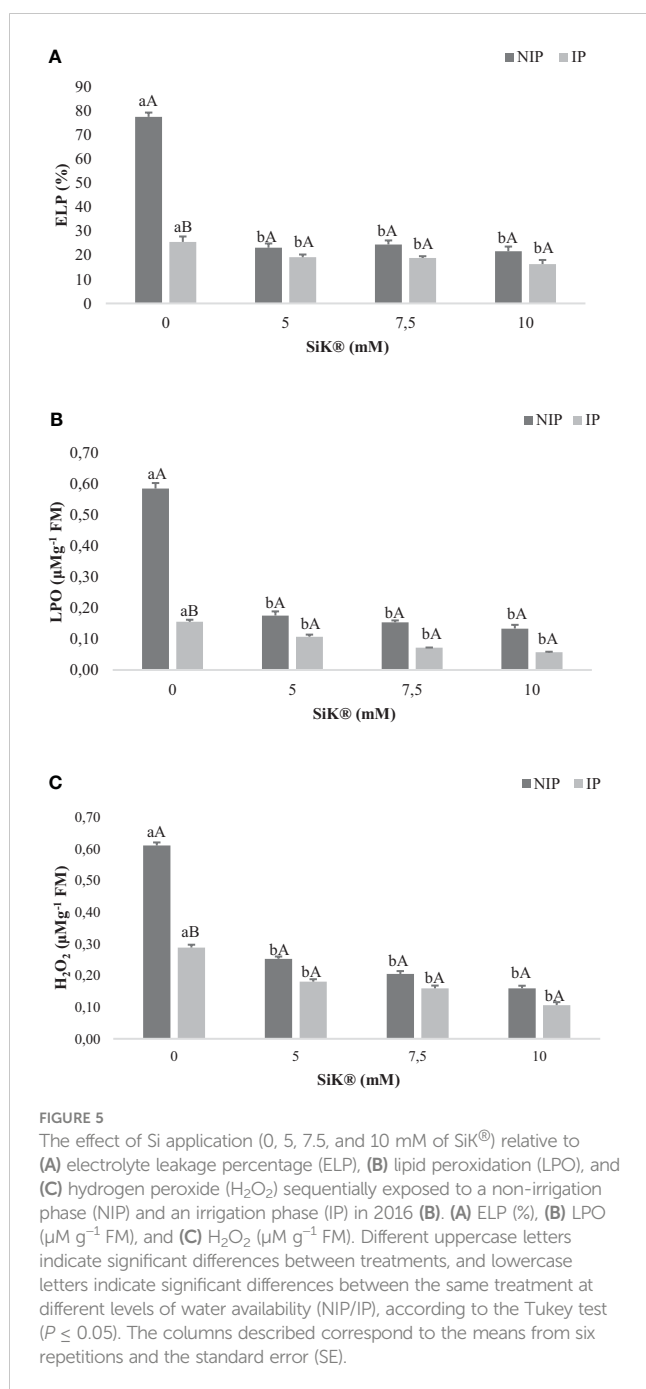 A
NIP IP
90
80
70
60
50
40
30
20
10
0
ELP (%)
aA
aB
bA
bA
bA
bA
bA
bA
0 5 7,5 10
SiK® (mM)
B
NIP IP
0,70
0,60
0,50
0,40
0,30
0,20
0,10
0,00
LPO (µMg⁻¹ FM)
aA
aB
bA
bA
bA
bA
bA
bA
0 5 7,5 10
SiK® (mM)
C
NIP IP
0,70
0,60
0,50
0,40
0,30
0,20
0,10
0,00
H₂O₂ (µMg⁻¹ FM)
aA
aB
bA
bA
bA
bA
bA
bA
0 5 7,5 10
SiK® (mM)
FIGURE 5
The effect of Si application (0, 5, 7.5, and 10 mM of SiK®) relative to
(A) electrolyte leakage percentage (ELP), (B) lipid peroxidation (LPO), and
(C) hydrogen peroxide (H₂O₂) sequentially exposed to a non-irrigation
phase (NIP) and an irrigation phase (IP) in 2016 (B). (A) ELP (%), (B) LPO
(µM g⁻¹ FM), and (C) H₂O₂ (µM g⁻¹ FM). Different uppercase letters
indicate significant differences between treatments, and lowercase
letters indicate significant differences between the same treatment at
different levels of water availability (NIP/IP), according to the Tukey test
(P ≤ 0.05). The columns described correspond to the means from six
repetitions and the standard error (SE).